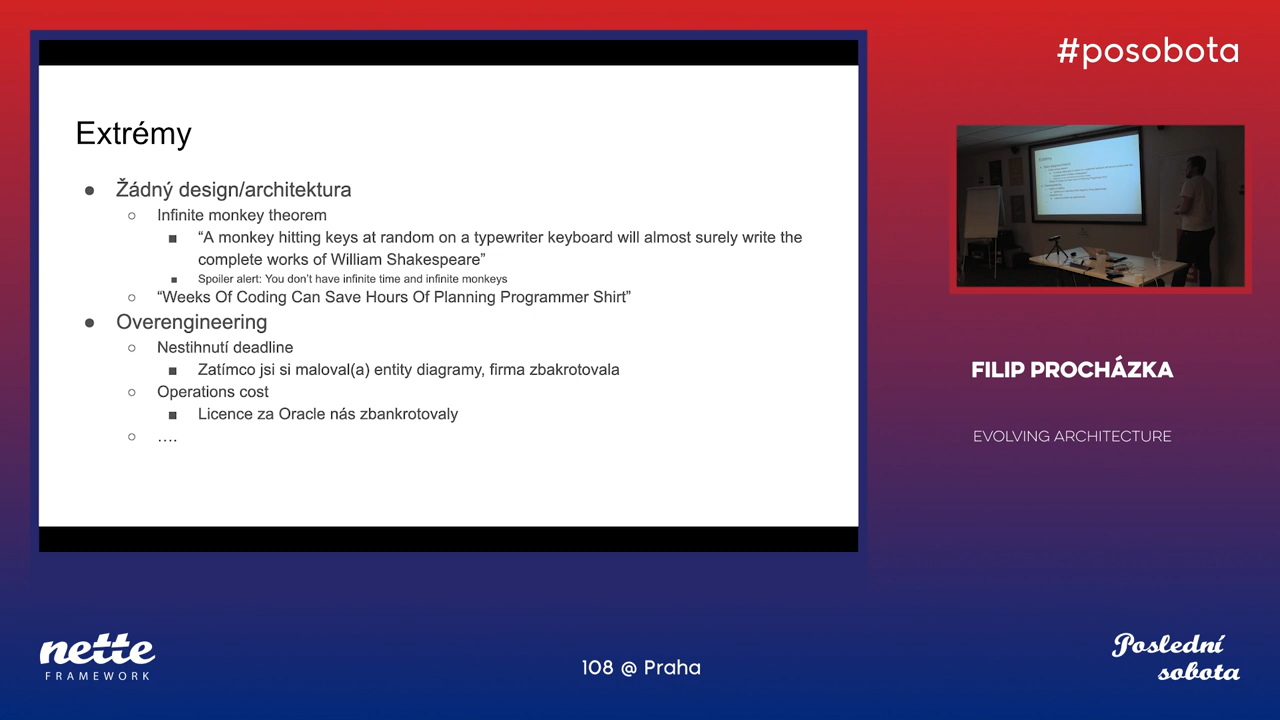 #posobota
Extrémy
● Žádný design/architektura
○ Infinite monkey theorem
■ “A monkey hitting keys at random on a typewriter keyboard will almost surely write the
complete works of William Shakespeare”
■ Spoiler alert: You don’t have infinite time and infinite monkeys
○ “Weeks Of Coding Can Save Hours Of Planning Programmer Shirt”
● Overengineering
○ Nestihnutí deadline
■ Zatímco jsi si maloval(a) entity diagramy, firma zbakrotovala
○ Operations cost
■ Licence za Oracle nás zbankrotovaly
○ ….
FILIP PROCHÁZKA
EVOLVING ARCHITECTURE
nette
FRAMEWORK
108 @ Praha
Poslední
sobota